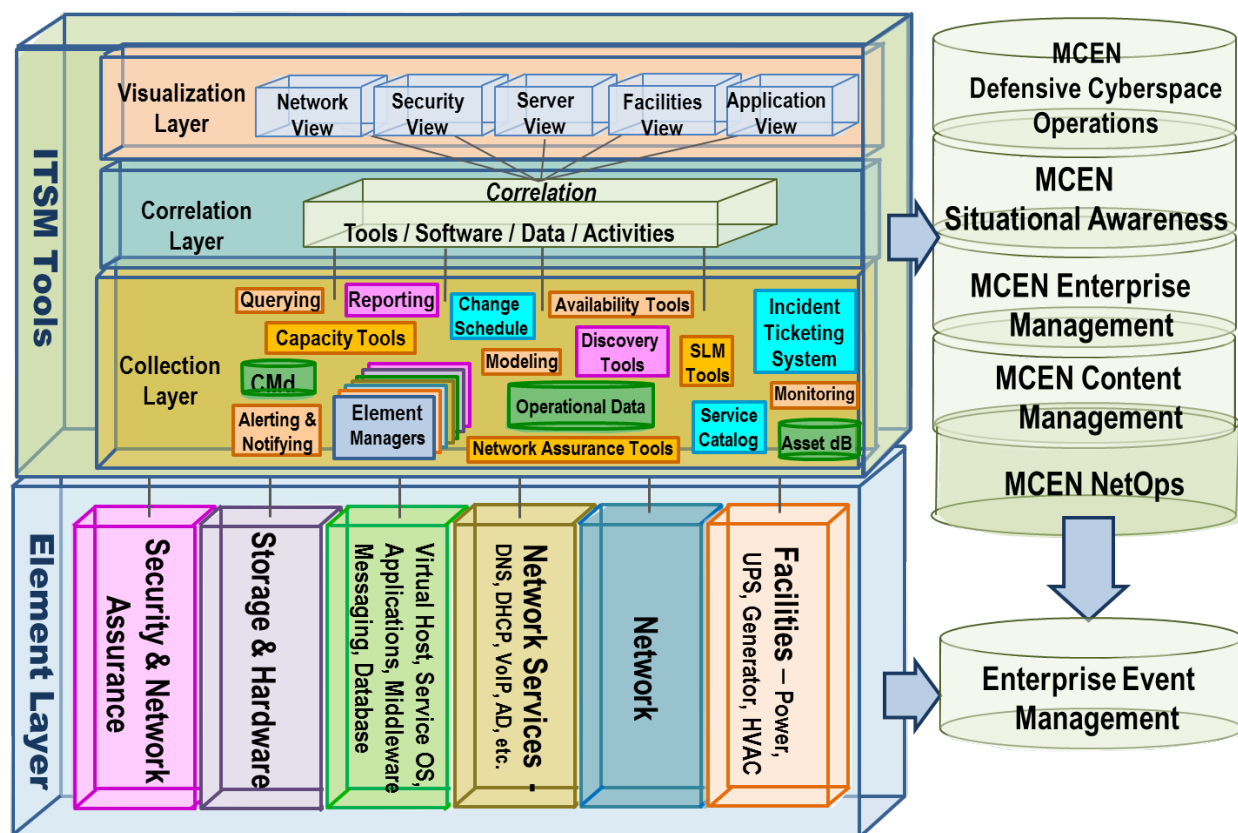 ITSM Tools
Visualization
Layer
Network
View
Security
View
Server
View
Facilities
View
Application
View
Correlation
Layer
Correlation
Tools / Software / Data / Activities
Collection
Layer
Querying
Reporting
Change
Schedule
Availability Tools
Incident
Ticketing
System
Capacity Tools
Modeling
Discovery
Tools
SLM
Tools
CMd
Element
Managers
Operational Data
Monitoring
Alerting &
Notifying
Network Assurance Tools
Service
Catalog
Asset dB
Element Layer
Security & Network
Assurance
Storage & Hardware
Virtual Host, Service OS,
Applications, Middleware
Messaging, Database
Network Services -
DNS, DHCP, VoIP, AD, etc.
Network
Facilities – Power,
UPS, Generator, HVAC
MCEN
Defensive Cyberspace
Operations
MCEN
Situational Awareness
MCEN Enterprise
Management
MCEN Content
Management
MCEN NetOps
Enterprise Event
Management